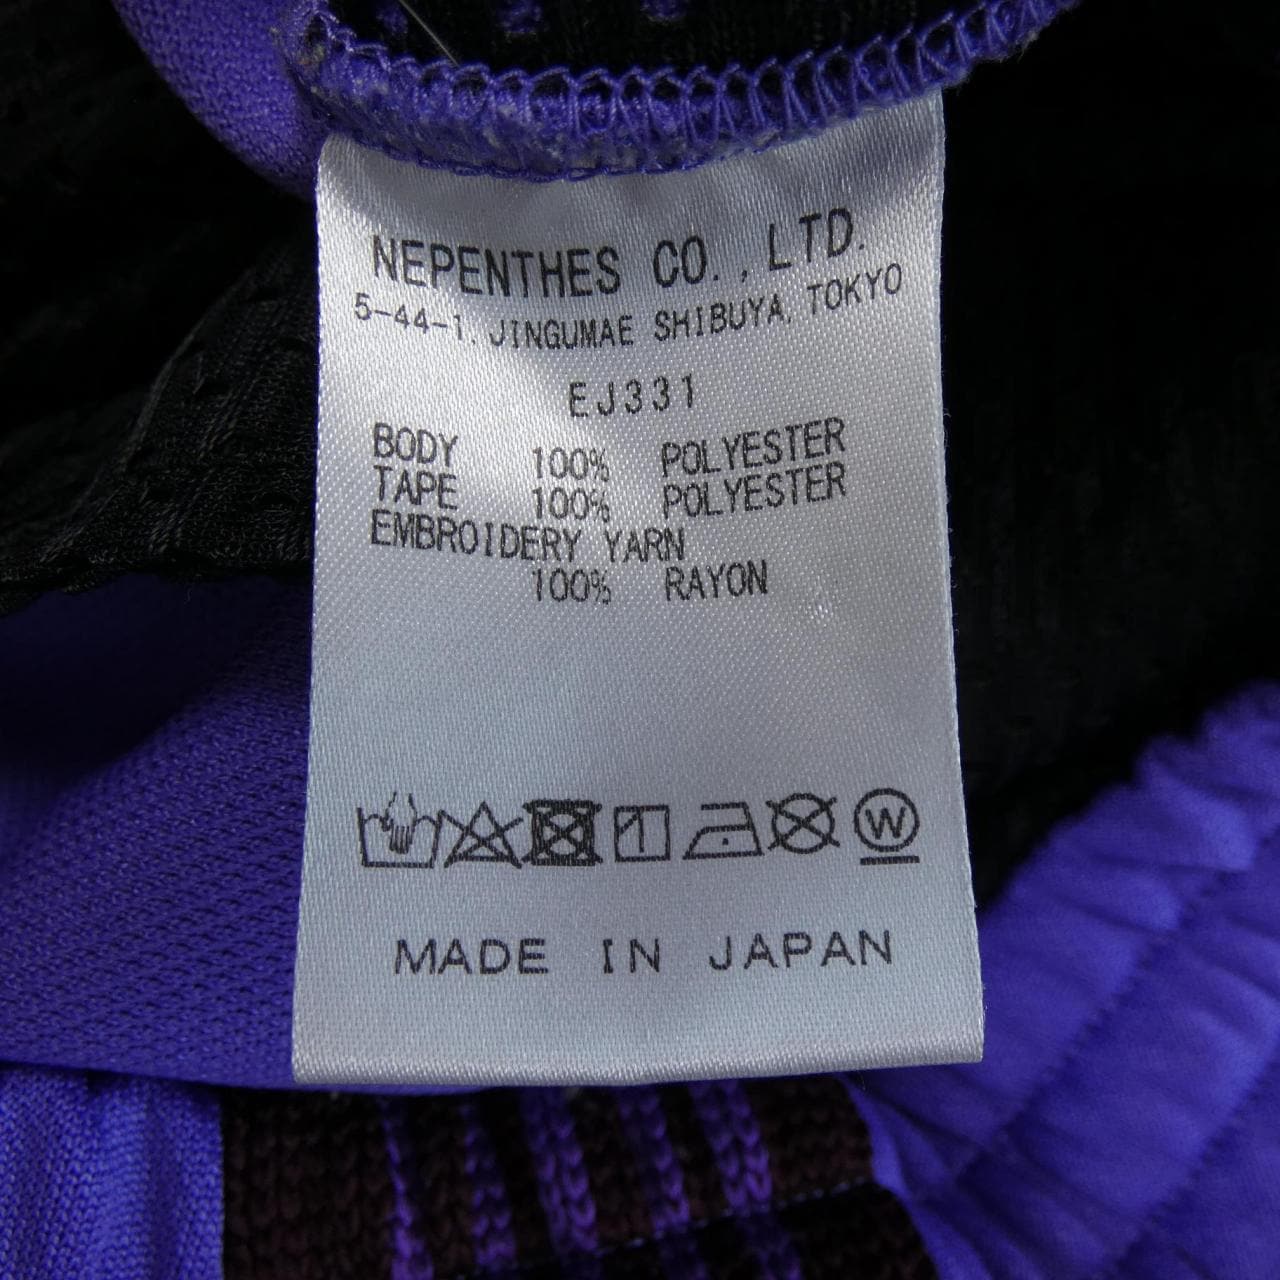 NEPENTHES CO., LTD.
5-44-1, JINGUMAE SHIBUYA, TOKYO
EJ331
BODY 100% POLYESTER
TAPE 100% POLYESTER
EMBROIDERY YARN
100% RAYON
W
MADE IN JAPAN